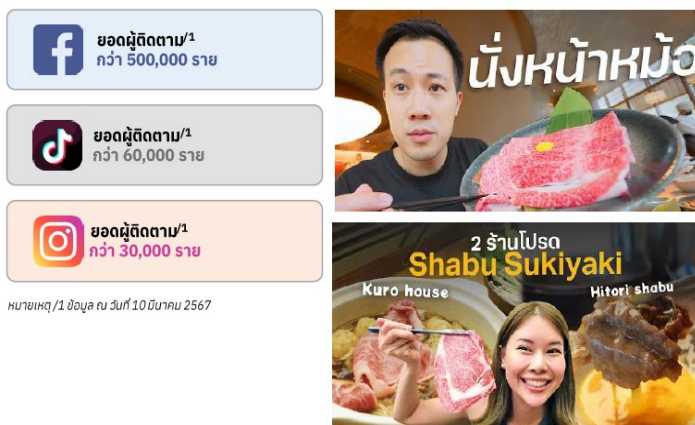 ยอดผู้ติดตาม/1
กว่า 500,000 ราย
ยอดผู้ติดตาม/1
กว่า 60,000 ราย
ยอดผู้ติดตาม/1
กว่า 30,000 ราย
หมายเหตุ /1 ข้อมูล ณ วันที่ 10 มีนาคม 2567
นั่งหน้าหม้อ
2 ร้านโปรด
Shabu Sukiyaki
Kuro house
Hitori shabu